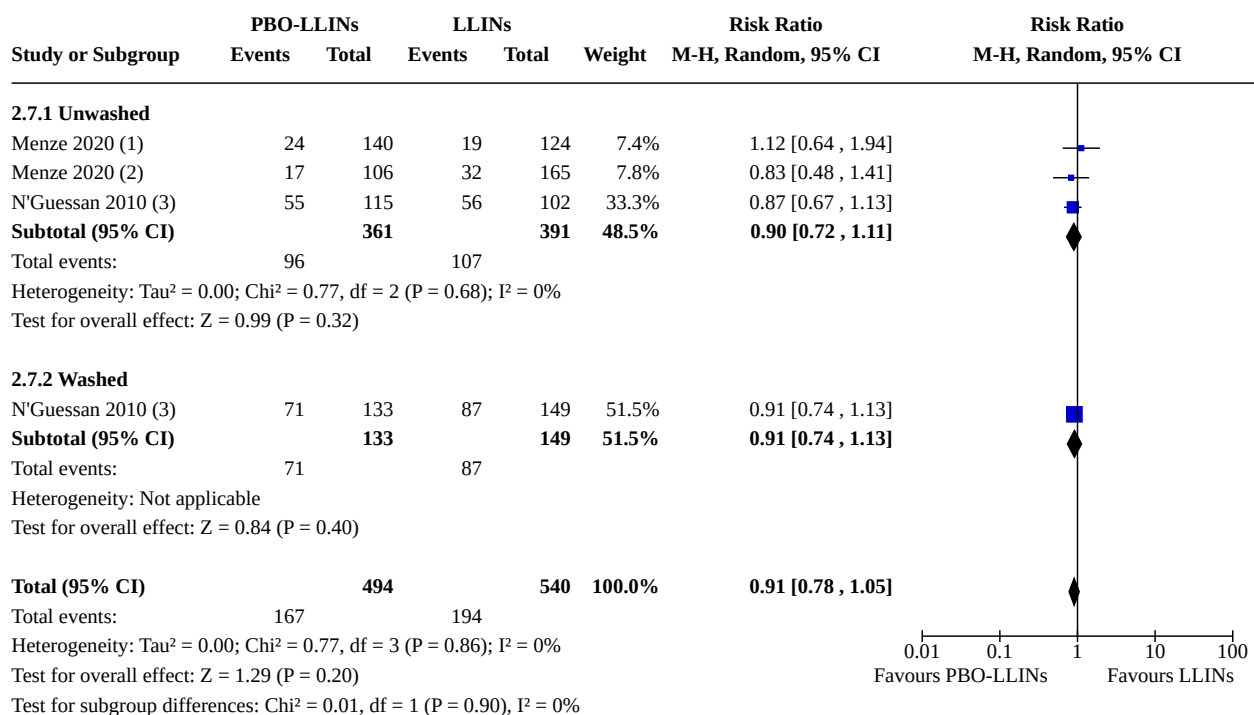 PBO-LLINs LLINs Risk Ratio Risk Ratio
Study or Subgroup Events Total Events Total Weight M-H, Random, 95% CI M-H, Random, 95% CI
2.7.1 Unwashed
Menze 2020 (1) 24 140 19 124 7.4% 1.12 [0.64 , 1.94]
Menze 2020 (2) 17 106 32 165 7.8% 0.83 [0.48 , 1.41]
N'Guessan 2010 (3) 55 115 56 102 33.3% 0.87 [0.67 , 1.13]
Subtotal (95% CI) 361 391 48.5% 0.90 [0.72 , 1.11]
Total events: 96 107
Heterogeneity: Tau² = 0.00; Chi² = 0.77, df = 2 (P = 0.68); I² = 0%
Test for overall effect: Z = 0.99 (P = 0.32)
2.7.2 Washed
N'Guessan 2010 (3) 71 133 87 149 51.5% 0.91 [0.74 , 1.13]
Subtotal (95% CI) 133 149 51.5% 0.91 [0.74 , 1.13]
Total events: 71 87
Heterogeneity: Not applicable
Test for overall effect: Z = 0.84 (P = 0.40)
Total (95% CI) 494 540 100.0% 0.91 [0.78 , 1.05]
Total events: 167 194
Heterogeneity: Tau² = 0.00; Chi² = 0.77, df = 3 (P = 0.86); I² = 0%
0.01 0.1 1 10 100
Test for overall effect: Z = 1.29 (P = 0.20)
Favours PBO-LLINs Favours LLINs
Test for subgroup differences: Chi² = 0.01, df = 1 (P = 0.90), I² = 0%